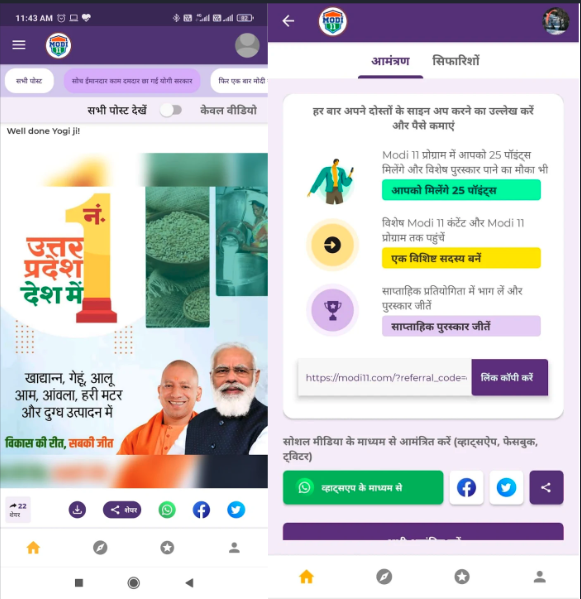 11:43 AM
MODI
11
सभी पोस्ट
सोच ईमानदार काम दमदार छा गई योगी सरकार
फिर एक बार मोदी
सभी पोस्ट देखें
केवल वीडियो
Well done Yogi ji!
नं.
1
उत्तर
प्रदेश
देश में
खाद्यान्न, गेहूं, आलू
आम, आंवला, हरी मटर
और दुग्ध उत्पादन में
विकास की रीत, सबकी जीत
22
शेयर
शेयर
MODI
11
आमंत्रण
सिफारिशों
हर बार अपने दोस्तों के साइन अप करने का उल्लेख करें
और पैसे कमाएं
Modi 11 प्रोग्राम में आपको 25 पॉइंट्स
मिलेंगे और विशेष पुरस्कार पाने का मौका भी
आपको मिलेंगे 25 पॉइंट्स
विशेष Modi 11 कंटेंट और Modi 11
प्रोग्राम तक पहुंचें
एक विशिष्ट सदस्य बनें
साप्ताहिक प्रतियोगिता में भाग लें और
पुरस्कार जीतें
साप्ताहिक पुरस्कार जीतें
https://modi11.com/?referral_code=
लिंक कॉपी करें
सोशल मीडिया के माध्यम से आमंत्रित करें (व्हाट्सऐप, फेसबुक,
ट्विटर)
व्हाट्सएप के माध्यम से